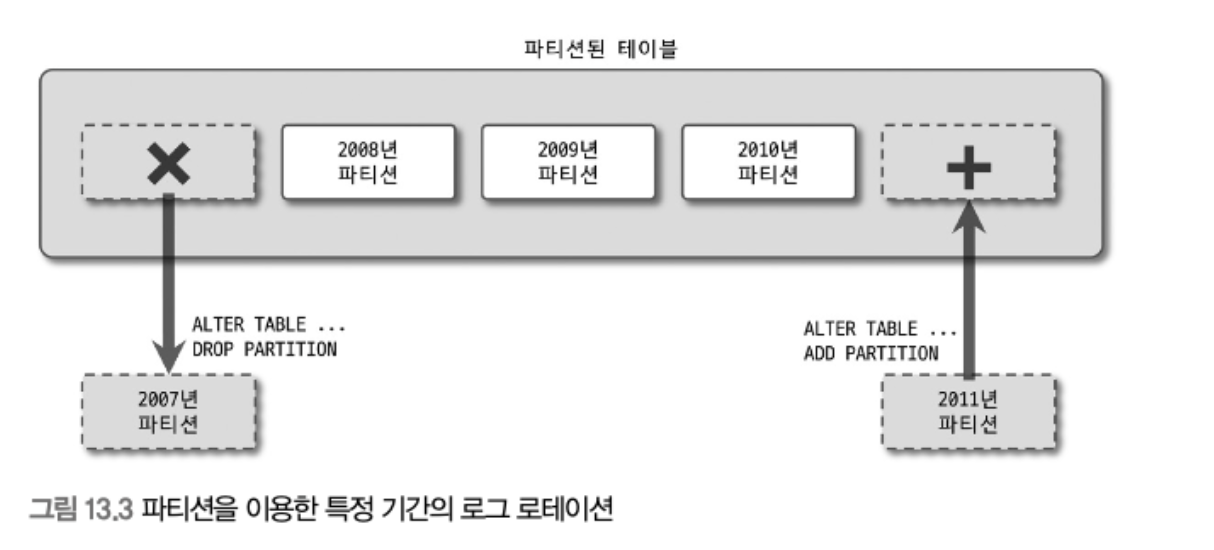 파티션된 테이블
2008년
파티션
2009년
파티션
2010년
파티션
ALTER TABLE ...
DROP PARTITION
ALTER TABLE ...
ADD PARTITION
2007년
파티션
2011년
파티션
그림 13.3 파티션을 이용한 특정 기간의 로그 로테이션